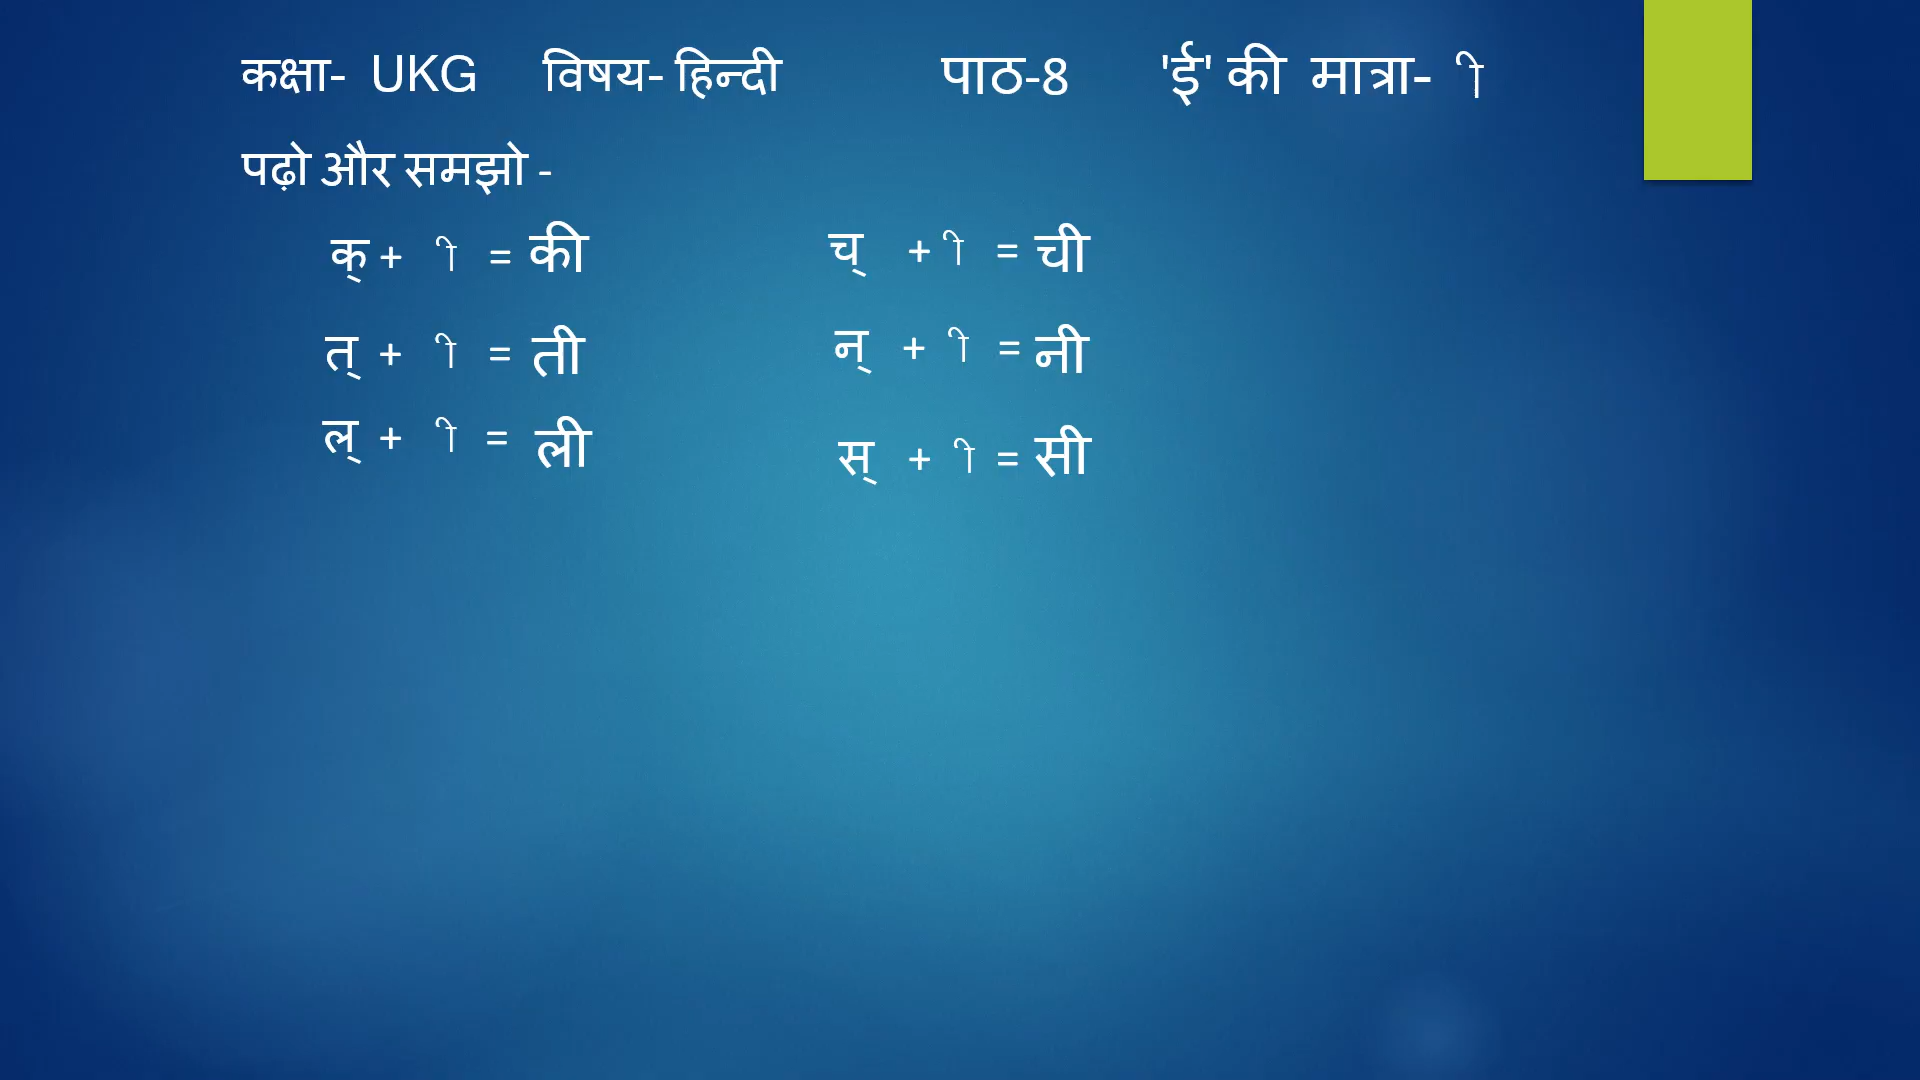 कक्षा- UKG विषय- हिन्दी पाठ-8 'ई' की मात्रा- ी
पढ़ो और समझो -
क् + ी = की च् + ी = ची
त् + ी = ती न् + ी = नी
ल् + ी = ली स् + ी = सी